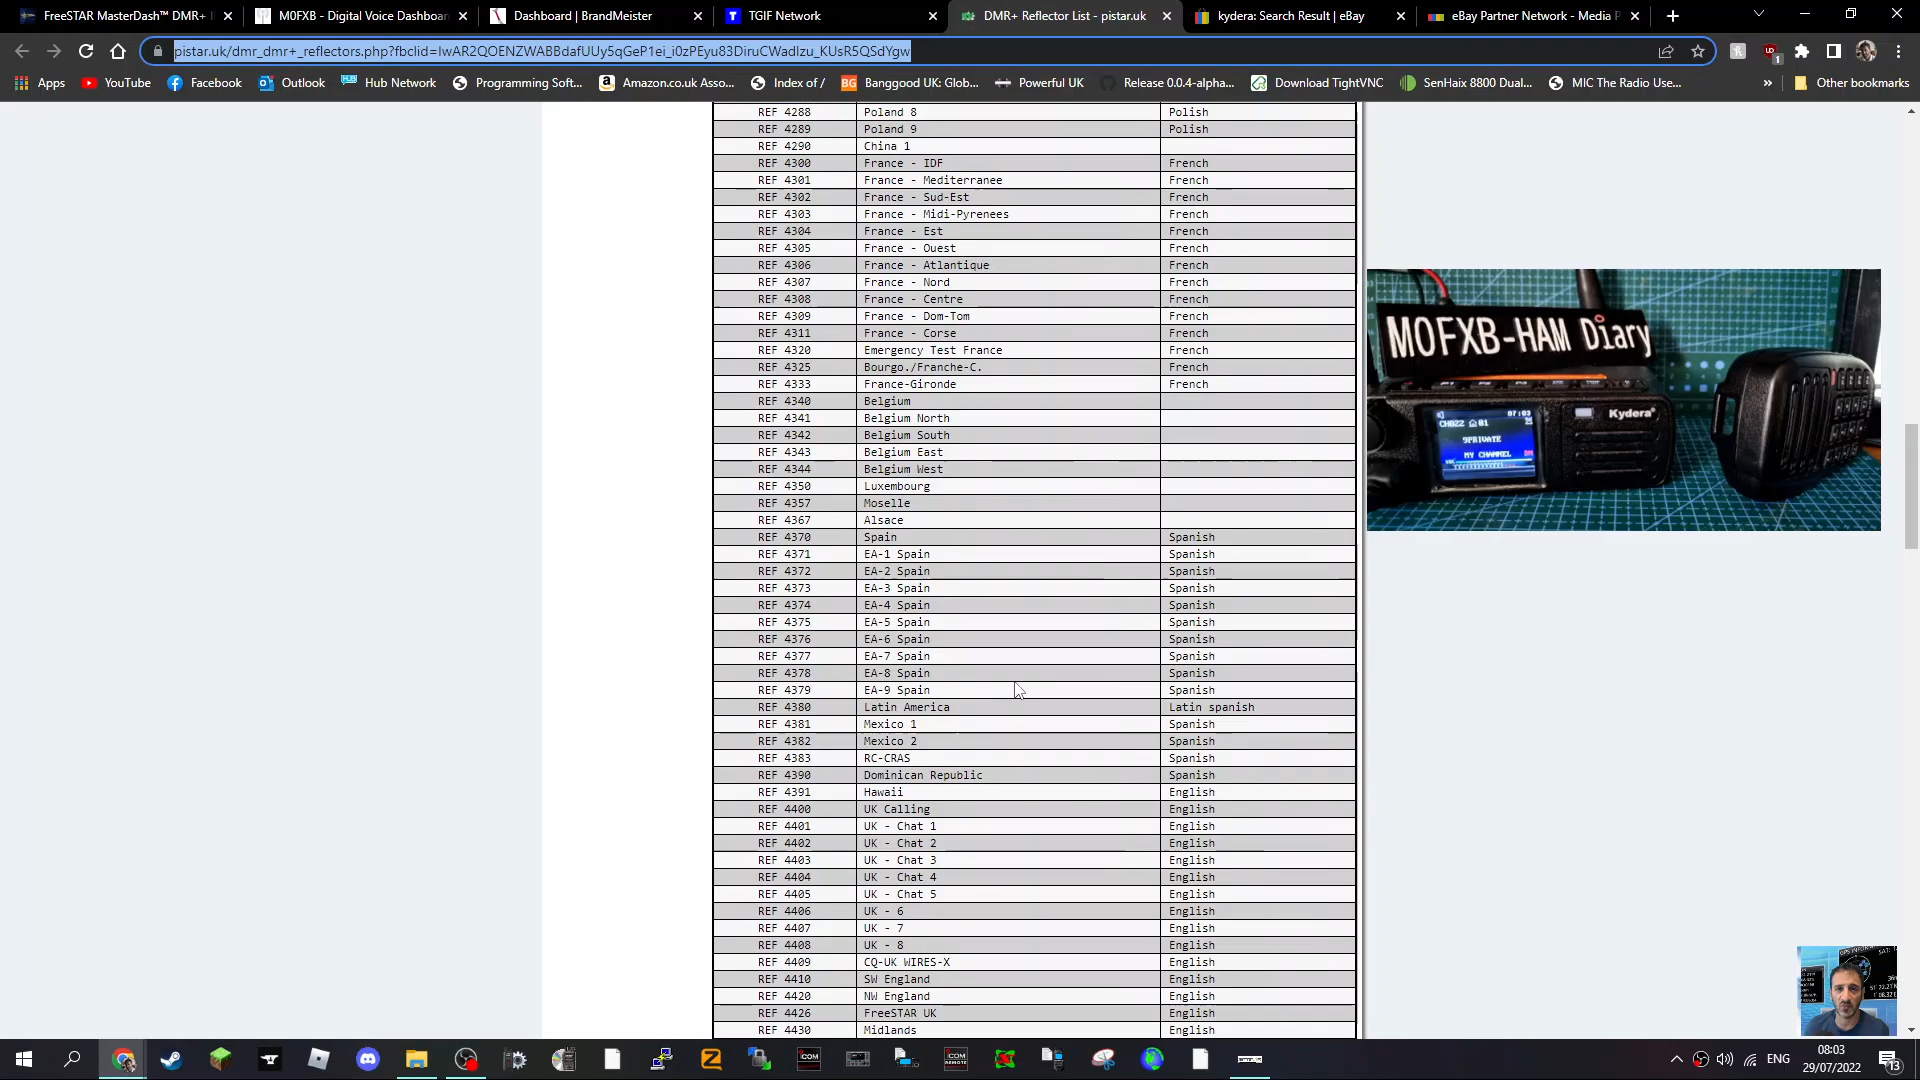 FreeSTAR MasterDash™ DMR+
M0FXB - Digital Voice Dashboa
Dashboard | BrandMeister
TGIF Network
DMR+ Reflector List - pistar.uk
kydera: Search Result | eBay
eBay Partner Network - Media P
pistar.uk/dmr_dmr+_reflectors.php?fbclid=IwAR2QOENZWABBdafUUy5qGeP1ei_i0zPEyu83DiruCWadIzu_KUsR5QSdYgw
Apps
YouTube
Facebook
Outlook
Hub Network
Programming Soft...
Amazon.co.uk Asso...
Index of /
Banggood UK: Glob...
Powerful UK
Release 0.0.4-alpha...
Download TightVNC
SenHaix 8800 Dual...
MIC The Radio Use...
Other bookmarks
REF 4288 Poland 8 Polish
REF 4289 Poland 9 Polish
REF 4290 China 1
REF 4300 France - IDF French
REF 4301 France - Mediterranee French
REF 4302 France - Sud-Est French
REF 4303 France - Midi-Pyrenees French
REF 4304 France - Est French
REF 4305 France - Ouest French
REF 4306 France - Atlantique French
REF 4307 France - Nord French
REF 4308 France - Centre French
REF 4309 France - Dom-Tom French
REF 4311 France - Corse French
REF 4320 Emergency Test France French
REF 4325 Bourgo./Franche-C. French
REF 4333 France-Gironde French
REF 4340 Belgium
REF 4341 Belgium North
REF 4342 Belgium South
REF 4343 Belgium East
REF 4344 Belgium West
REF 4350 Luxembourg
REF 4357 Moselle
REF 4367 Alsace
REF 4370 Spain Spanish
REF 4371 EA-1 Spain Spanish
REF 4372 EA-2 Spain Spanish
REF 4373 EA-3 Spain Spanish
REF 4374 EA-4 Spain Spanish
REF 4375 EA-5 Spain Spanish
REF 4376 EA-6 Spain Spanish
REF 4377 EA-7 Spain Spanish
REF 4378 EA-8 Spain Spanish
REF 4379 EA-9 Spain Spanish
REF 4380 Latin America Latin spanish
REF 4381 Mexico 1 Spanish
REF 4382 Mexico 2 Spanish
REF 4383 RC-CRAS Spanish
REF 4390 Dominican Republic Spanish
REF 4391 Hawaii English
REF 4400 UK Calling English
REF 4401 UK - Chat 1 English
REF 4402 UK - Chat 2 English
REF 4403 UK - Chat 3 English
REF 4404 UK - Chat 4 English
REF 4405 UK - Chat 5 English
REF 4406 UK - 6 English
REF 4407 UK - 7 English
REF 4408 UK - 8 English
REF 4409 CQ-UK WIRES-X English
REF 4410 SW England English
REF 4420 NW England English
REF 4426 FreeSTAR UK English
REF 4430 Midlands English
M0FXB-HAM Diary
Kydera
07:03
CH022 01
9PRIVATE
MY CHANNEL
ENG
08:03
29/07/2022
13